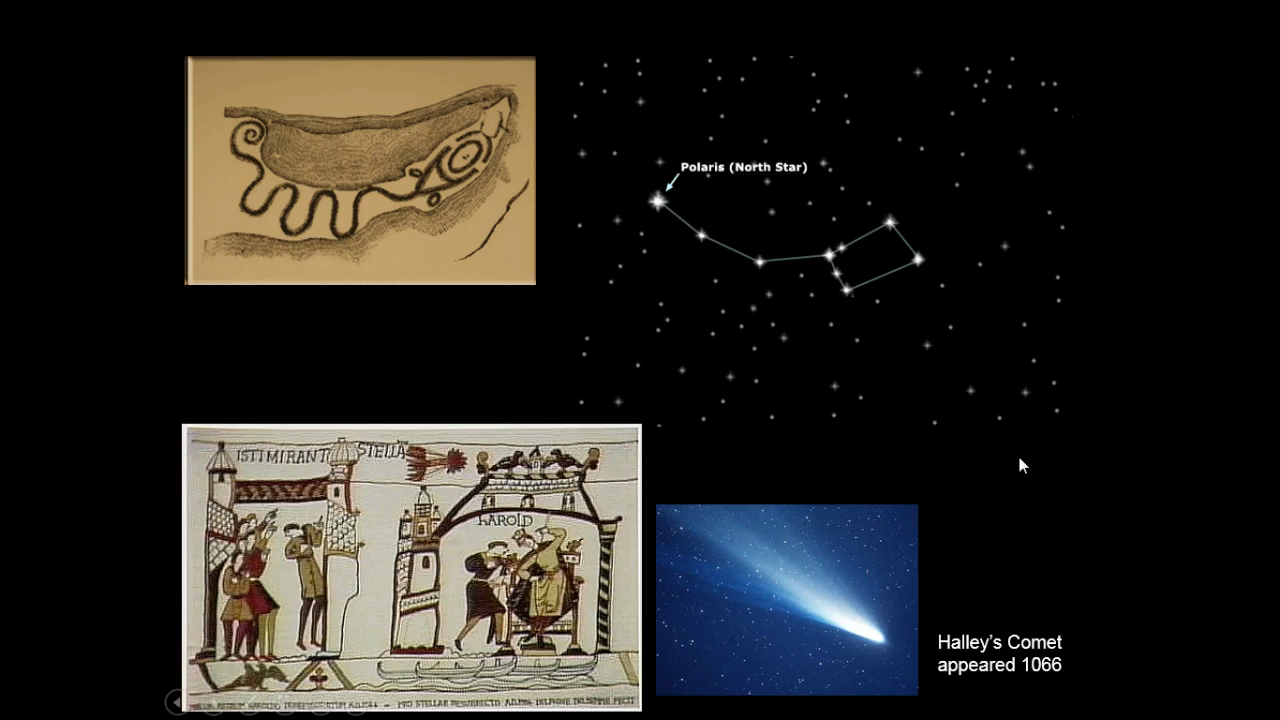 Polaris (North Star)
ISTI MIRANT STELLA
HAROLD
Halley's Comet
appeared 1066